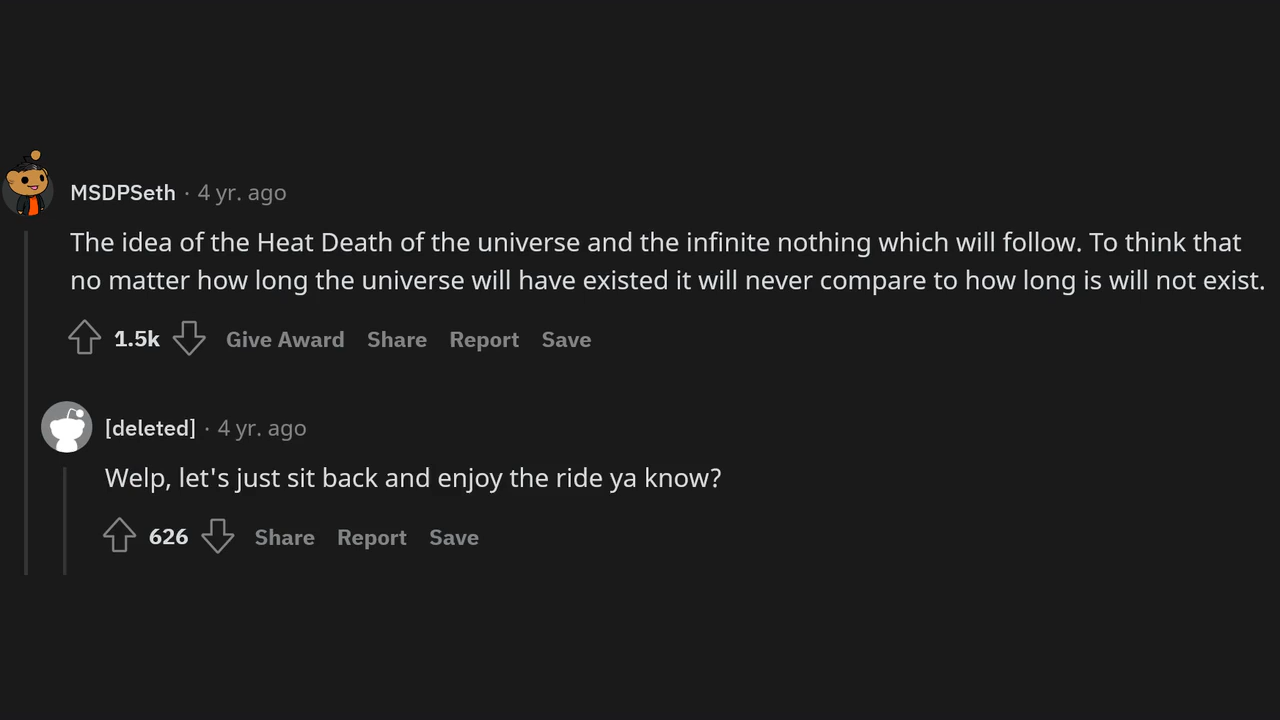 MSDPSeth · 4 yr. ago
The idea of the Heat Death of the universe and the infinite nothing which will follow. To think that
no matter how long the universe will have existed it will never compare to how long is will not exist.
1.5k Give Award Share Report Save
[deleted] · 4 yr. ago
Welp, let's just sit back and enjoy the ride ya know?
626 Share Report Save